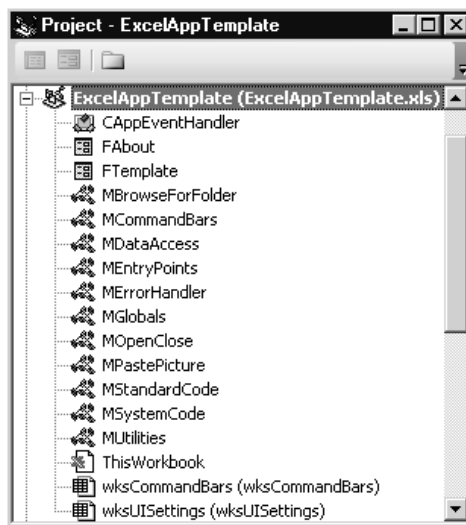 Project - ExcelAppTemplate
ExcelAppTemplate (ExcelAppTemplate.xls)
CAppEventHandler
FAbout
FTemplate
MBrowseForFolder
MCommandBars
MDataAccess
MEntryPoints
MErrorHandler
MGlobals
MOpenClose
MPastePicture
MStandardCode
MSystemCode
MUtilities
ThisWorkbook
wksCommandBars (wksCommandBars)
wksUISettings (wksUISettings)